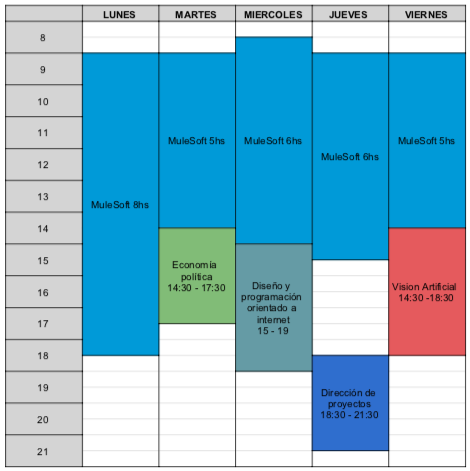 LUNES MARTES MIERCOLES JUEVES VIERNES
8
9
10
11
MuleSoft 5hs MuleSoft 6hs MuleSoft 5hs
12
MuleSoft 6hs
13
MuleSoft 8hs
14
15
Economía
política
14:30 - 17:30
16
Diseño y
programación
orientado a
internet
15 - 19
Vision Artificial
14:30 -18:30
17
18
19
Dirección de
proyectos
18:30 - 21:30
20
21